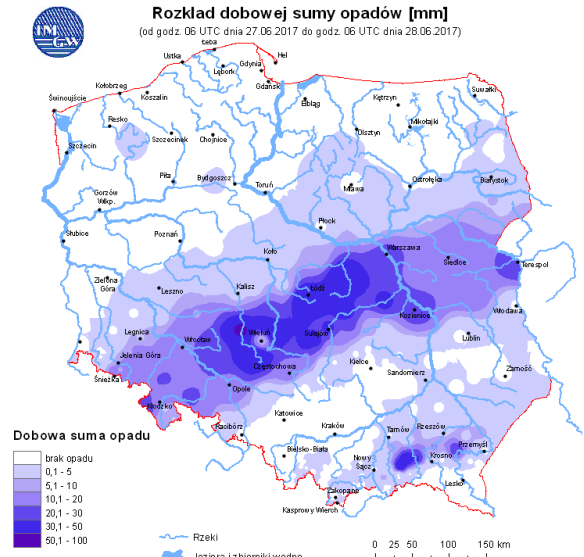 IM
GW
Rozkład dobowej sumy opadów [mm]
(od godz. 06 UTC dnia 27.06.2017 do godz. 06 UTC dnia 28.06.2017)
Łeba
Hel
Ustka
Gdynia
Lębork
Gdańsk
Suwałki
Kołobrzeg
Koszalin
Elbląg
Kętrzyn
Świnoujście
Resko
Mikołajki
Szczecinek
Chojnice
Olsztyn
Szczecin
Piła
Bydgoszcz
Toruń
Mława
Ostrołęka
Białystok
Gorzów
Wlkp.
Płock
Słubice
Poznań
Koło
Warszawa
Siedlce
Terespol
Zielona
Góra
Leszno
Kalisz
Łódź
Kozienice
Włodawa
Legnica
Wrocław
Wieluń
Sulejów
Lublin
Jelenia Góra
Częstochowa
Kielce
Sandomierz
Zamość
Śnieżka
Opole
Kłodzko
Katowice
Racibórz
Kraków
Tarnów
Rzeszów
Przemyśl
Bielsko-Biała
Nowy
Sącz
Krosno
Lesko
Zakopane
Kasprowy Wierch
Dobowa suma opadu
brak opadu
0,1 - 5
5,1 - 10
10,1 - 20
20,1 - 30
30,1 - 50
50,1 - 100
Rzeki
Jeziora i zbiorniki wodne
0 25 50 100 150 km